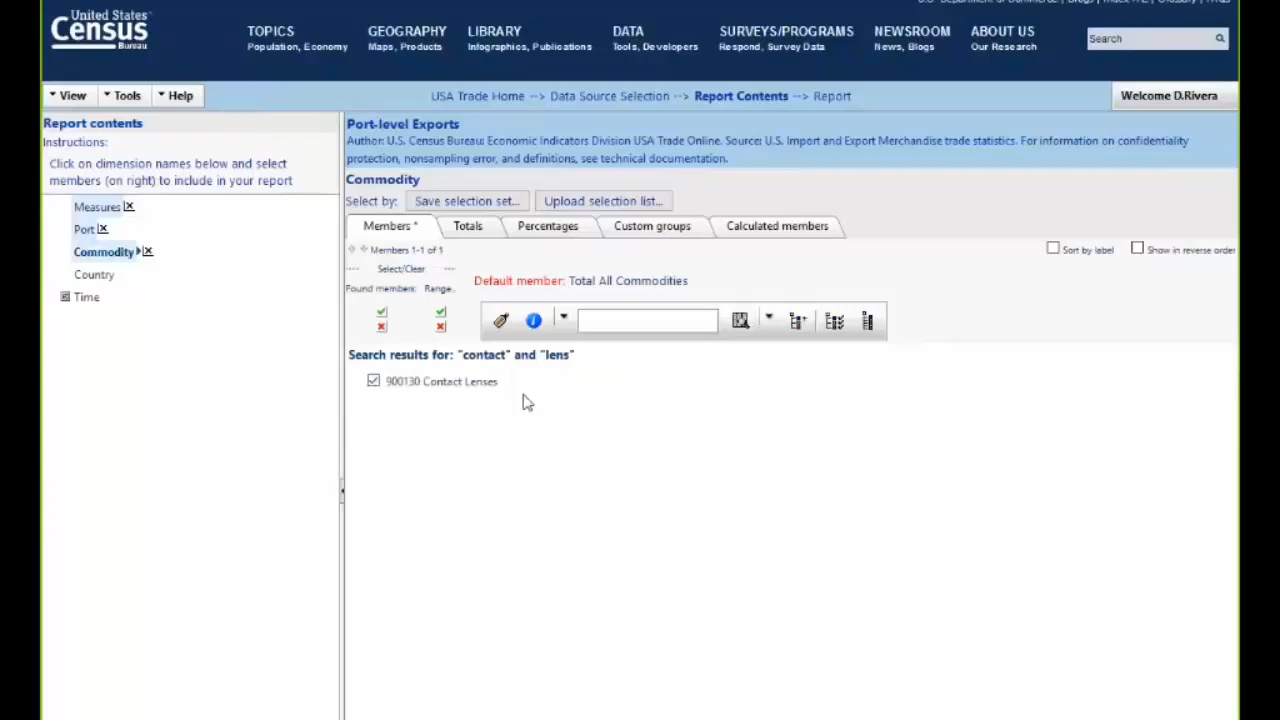 U.S. Department of Commerce | Blogs | Index A-Z | Glossary | FAQs
United States
Census
Bureau
TOPICS
Population, Economy
GEOGRAPHY
Maps, Products
LIBRARY
Infographics, Publications
DATA
Tools, Developers
SURVEYS/PROGRAMS
Respond, Survey Data
NEWSROOM
News, Blogs
ABOUT US
Our Research
Search
View
Tools
Help
USA Trade Home --> Data Source Selection --> Report Contents --> Report
Welcome D.Rivera
Report contents
Instructions:
Click on dimension names below and select
members (on right) to include in your report
Measures
Port
Commodity
Country
Time
Port-level Exports
Author: U.S. Census Bureau: Economic Indicators Division USA Trade Online. Source: U.S. Import and Export Merchandise trade statistics. For information on confidentiality
protection, nonsampling error, and definitions, see technical documentation.
Commodity
Select by: Save selection set... Upload selection list...
Members * Totals Percentages Custom groups Calculated members
Members 1-1 of 1
Sort by label Show in reverse order
---- Select/Clear ---
Found members: Range..
Default member: Total All Commodities
Search results for: "contact" and "lens"
900130 Contact Lenses